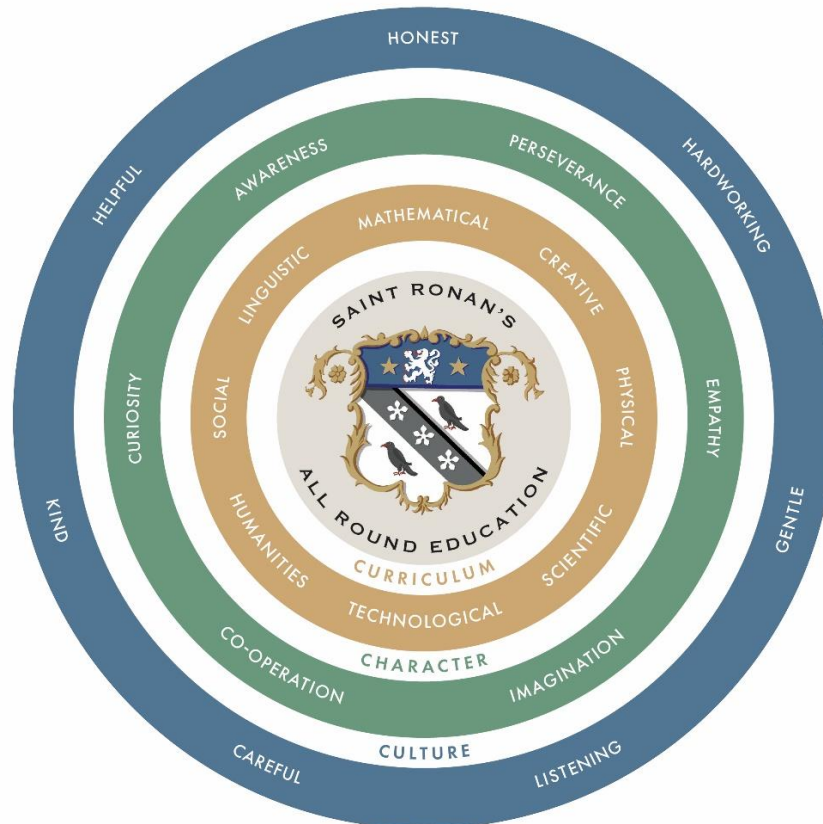 HONEST
HARDWORKING
GENTLE
LISTENING
CAREFUL
KIND
HELPFUL
CULTURE
AWARENESS
PERSEVERANCE
EMPATHY
IMAGINATION
CO-OPERATION
CURIOSITY
CHARACTER
MATHEMATICAL
CREATIVE
PHYSICAL
SCIENTIFIC
TECHNOLOGICAL
HUMANITIES
SOCIAL
LINGUISTIC
CURRICULUM
SAINT RONAN'S
ALL ROUND EDUCATION